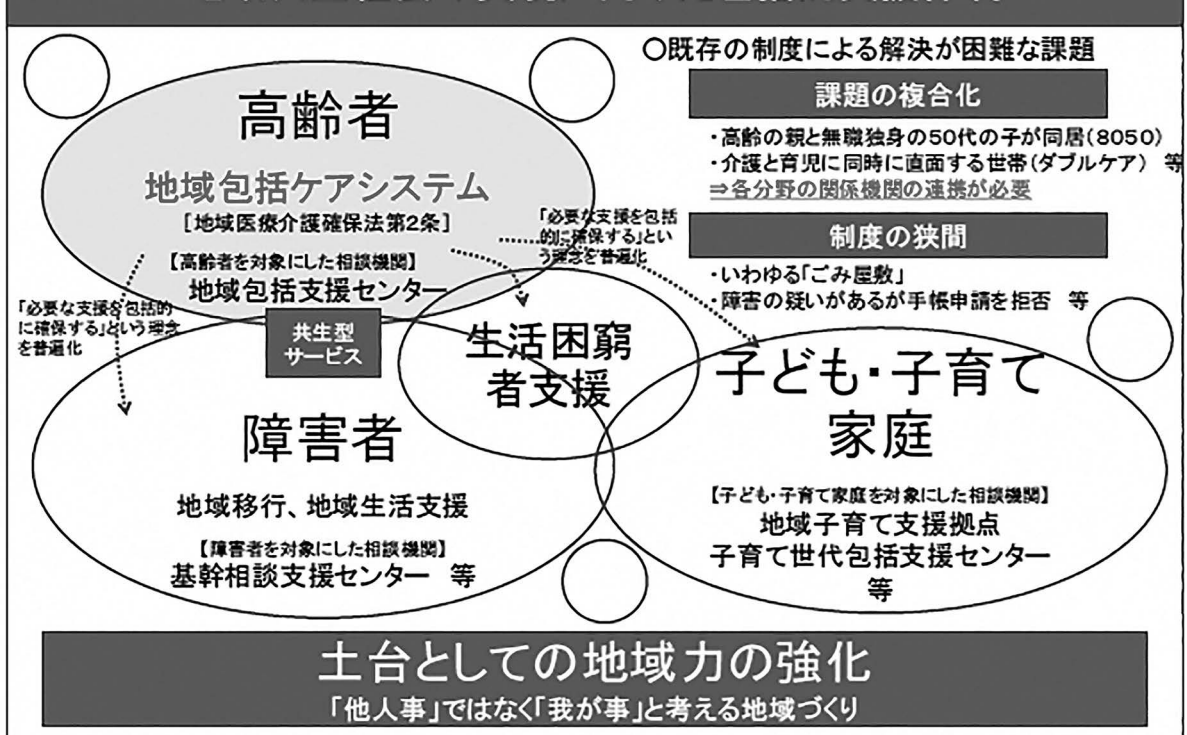 ○既存の制度による解決が困難な課題
課題の複合化
・高齢の親と無職独身の50代の子が同居(8050)
・介護と育児に同時に直面する世帯(ダブルケア) 等
⇒各分野の関係機関の連携が必要
制度の狭間
・いわゆる「ごみ屋敷」
・障害の疑いがあるが手帳申請を拒否 等
高齢者
地域包括ケアシステム
[地域医療介護確保法第2条]
【高齢者を対象にした相談機関】
地域包括支援センター
「必要な支援を包括
的に確保する」とい
う理念を普遍化
「必要な支援を包括的
に確保する」という理念
を普遍化
共生型
サービス
生活困窮
者支援
障害者
地域移行、地域生活支援
【障害者を対象にした相談機関】
基幹相談支援センター 等
子ども・子育て
家庭
【子ども・子育て家庭を対象にした相談機関】
地域子育て支援拠点
子育て世代包括支援センター
等
土台としての地域力の強化
「他人事」ではなく「我が事」と考える地域づくり